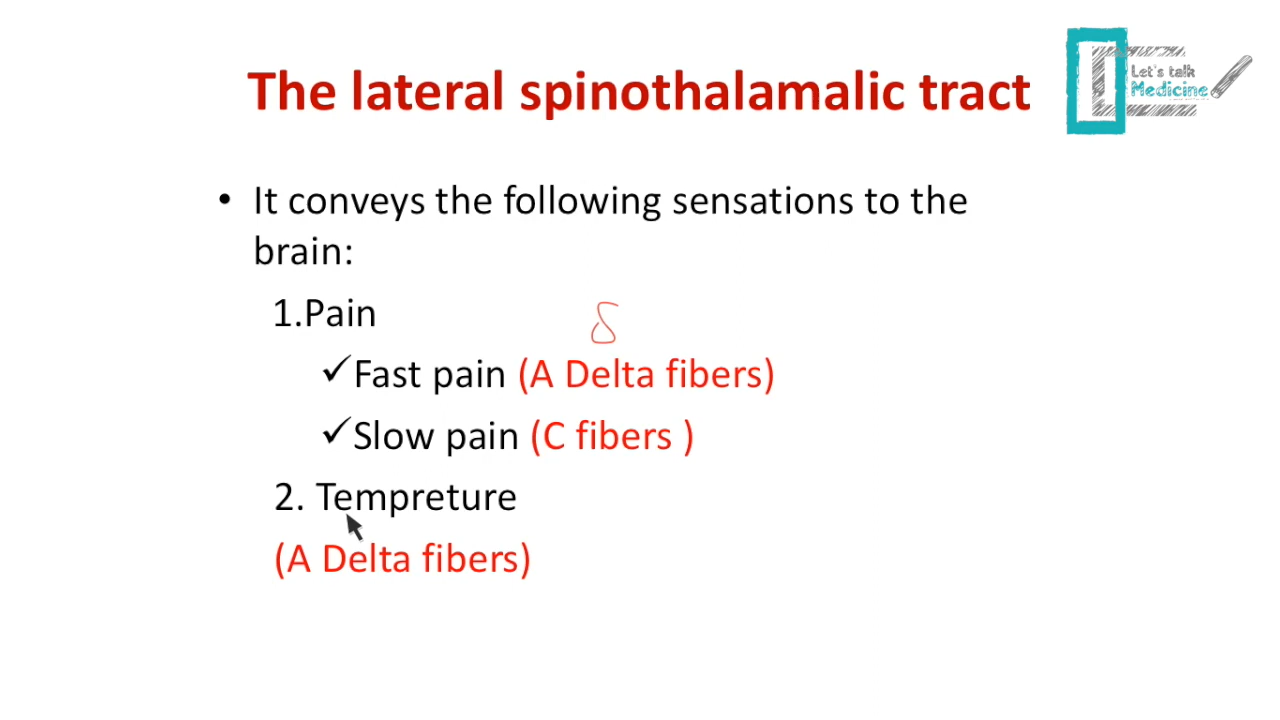 The lateral spinothalamalic tract
Let's talk
Medicine
• It conveys the following sensations to the
brain:
1.Pain
δ
✓Fast pain (A Delta fibers)
✓Slow pain (C fibers )
2. Tempreture
(A Delta fibers)